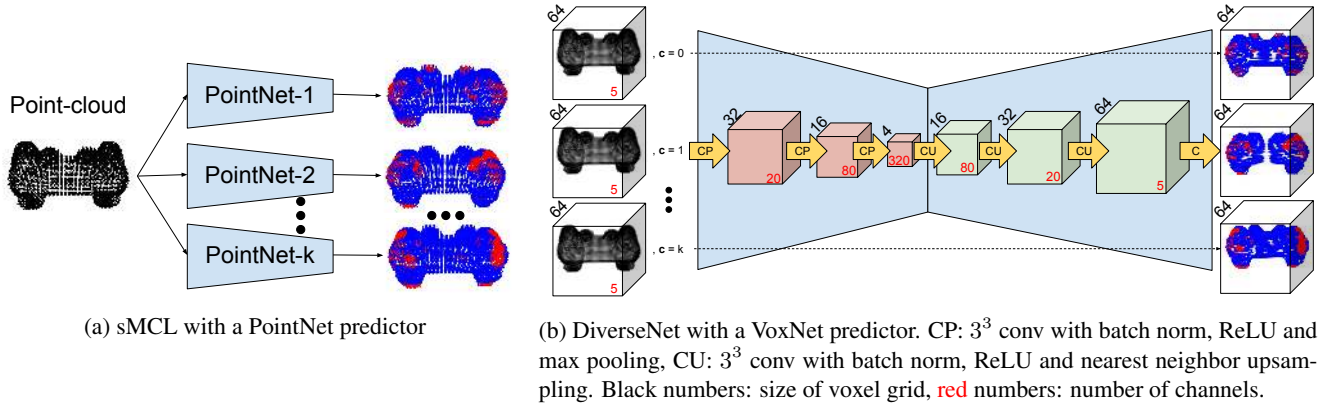 Point-cloud
PointNet-1
PointNet-2
PointNet-k
(a) sMCL with a PointNet predictor
64
5
, c = 0
64
5
, c = 1
64
5
, c = k
CP
32
20
CP
16
80
CP
4
320
CU
16
80
CU
32
20
CU
64
5
C
64
64
64
(b) DiverseNet with a VoxNet predictor. CP: 3³ conv with batch norm, ReLU and
max pooling, CU: 3³ conv with batch norm, ReLU and nearest neighbor upsam-
pling. Black numbers: size of voxel grid, red numbers: number of channels.